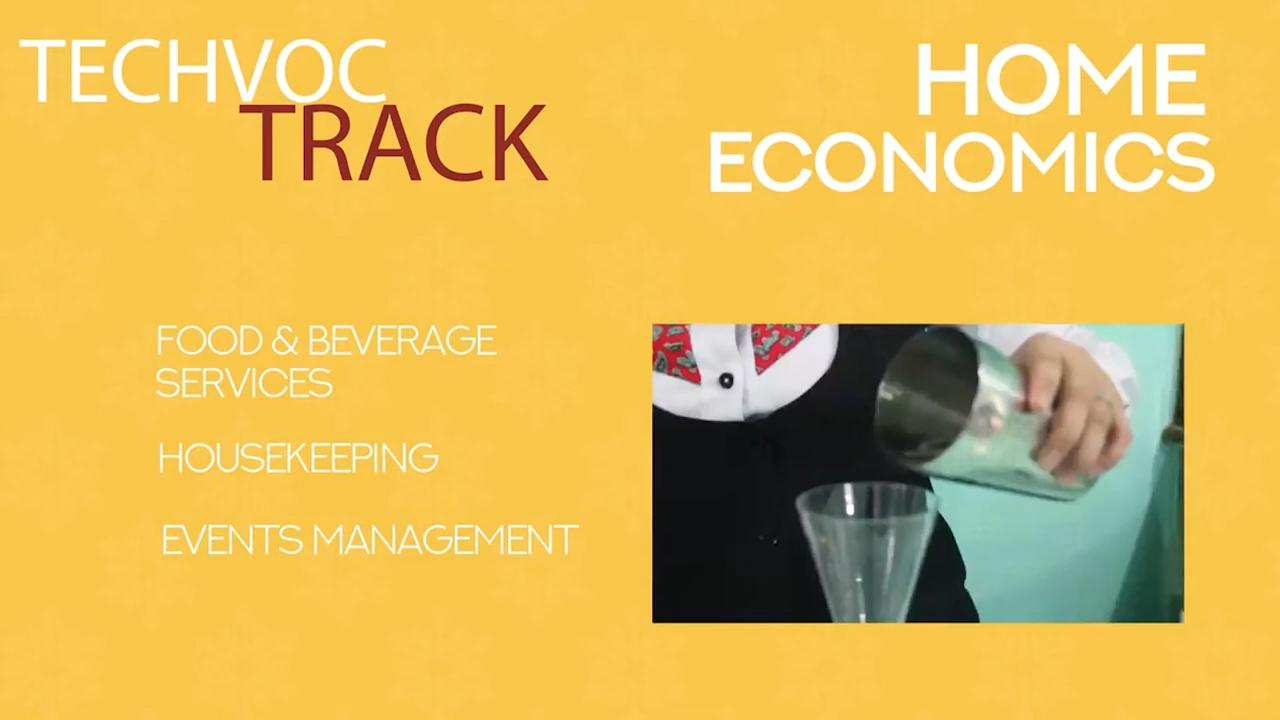 TECHVOC
TRACK
HOME
ECONOMICS
FOOD & BEVERAGE
SERVICES
HOUSEKEEPING
EVENTS MANAGEMENT